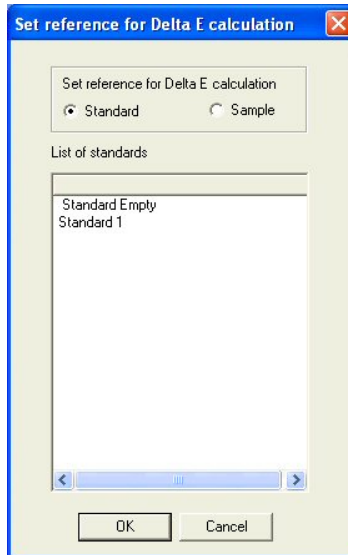 Set reference for Delta E calculation
Set reference for Delta E calculation
Standard Sample
List of standards
Standard Empty
Standard 1
OK Cancel